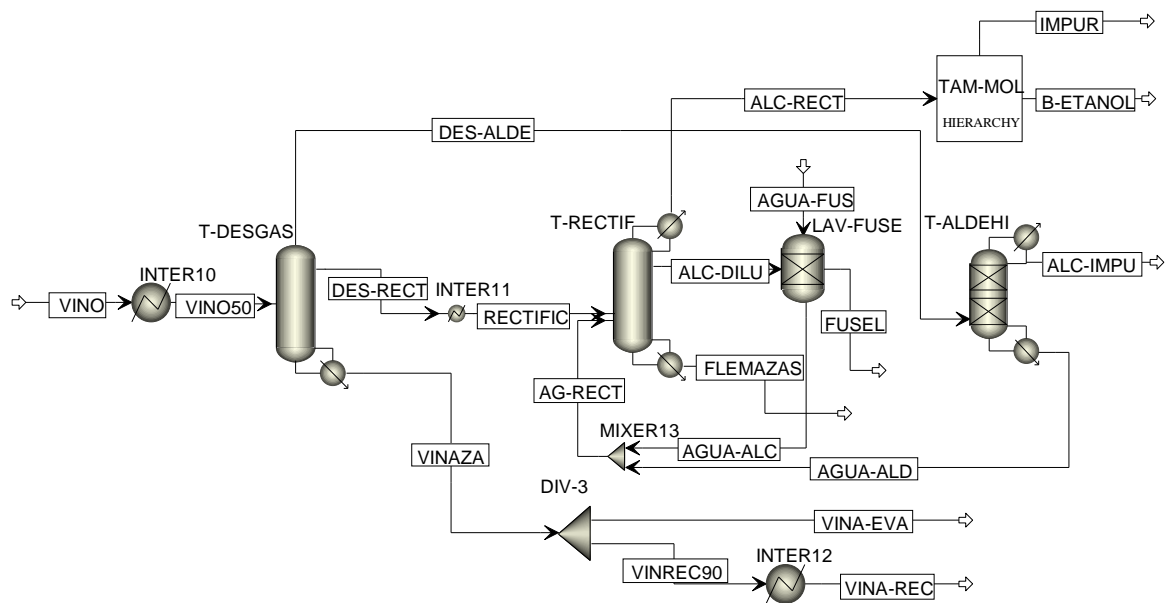 IMPUR
TAM-MOL
HIERARCHY
ALC-RECT
B-ETANOL
DES-ALDE
AGUA-FUS
T-DESGAS
T-RECTIF
LAV-FUSE
T-ALDEHI
INTER10
ALC-DILU
ALC-IMPU
DES-RECT
INTER11
VINO
VINO50
RECTIFIC
FUSEL
FLEMAZAS
AG-RECT
MIXER13
VINAZA
AGUA-ALC
AGUA-ALD
DIV-3
VINA-EVA
INTER12
VINREC90
VINA-REC